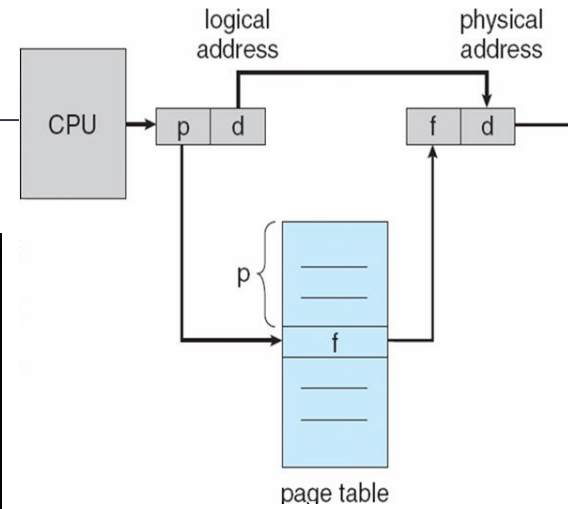 logical
address
physical
address
CPU
p d
f d
p
f
page table